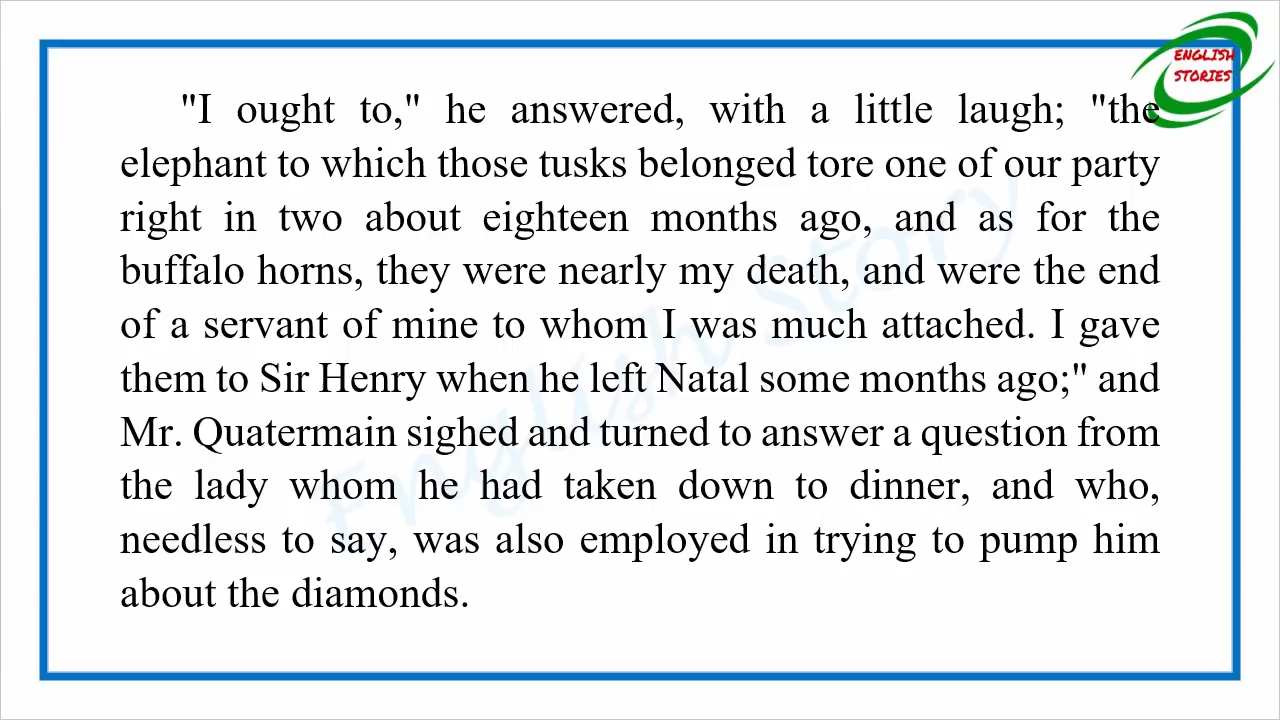 ENGLISH
STORIES
"I ought to," he answered, with a little laugh; "the
elephant to which those tusks belonged tore one of our party
right in two about eighteen months ago, and as for the
buffalo horns, they were nearly my death, and were the end
of a servant of mine to whom I was much attached. I gave
them to Sir Henry when he left Natal some months ago;" and
Mr. Quatermain sighed and turned to answer a question from
the lady whom he had taken down to dinner, and who,
needless to say, was also employed in trying to pump him
about the diamonds.
English Story